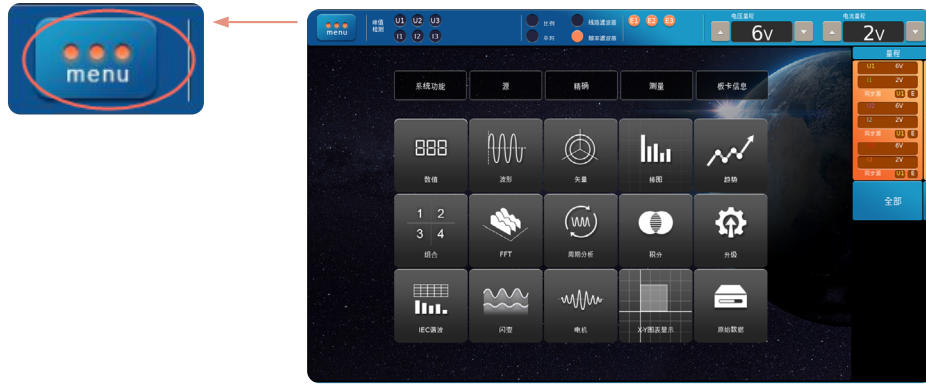 menu
menu
峰值
检测
U1 U2 U3
I1 I2 I3
比例
平均
线路滤波器
频率滤波器
E1 E2 E3
电压量程
6V
电流量程
2V
系统功能
源
精确
测量
板卡信息
888
数值
波形
矢量
棒图
趋势
1 2
3 4
组合
FFT
周期分析
积分
升级
IEC谐波
闪变
电机
X-Y图表显示
原始数据
量程
U1 6V
I1 2V
同步源 U1 E
U2 6V
I2 2V
同步源 U1 E
6V
I3 2V
同步源 U1 E
全部